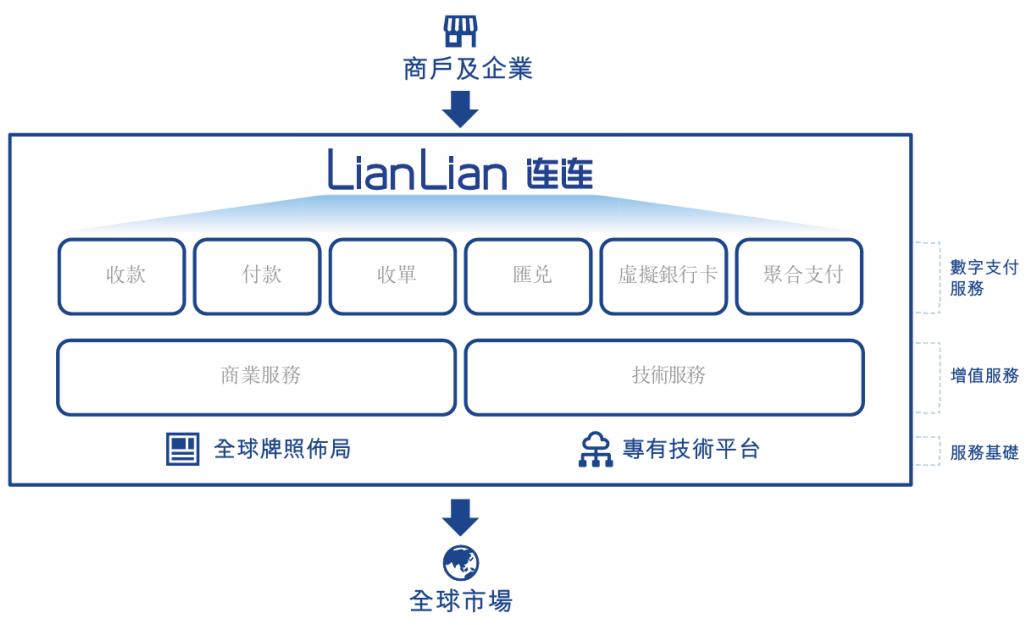 商戶及企業
LianLian 连连
收款
付款
收單
匯兑
虛擬銀行卡
聚合支付
數字支付
服務
商業服務
技術服務
增值服務
全球牌照佈局
專有技術平台
服務基礎
全球市場